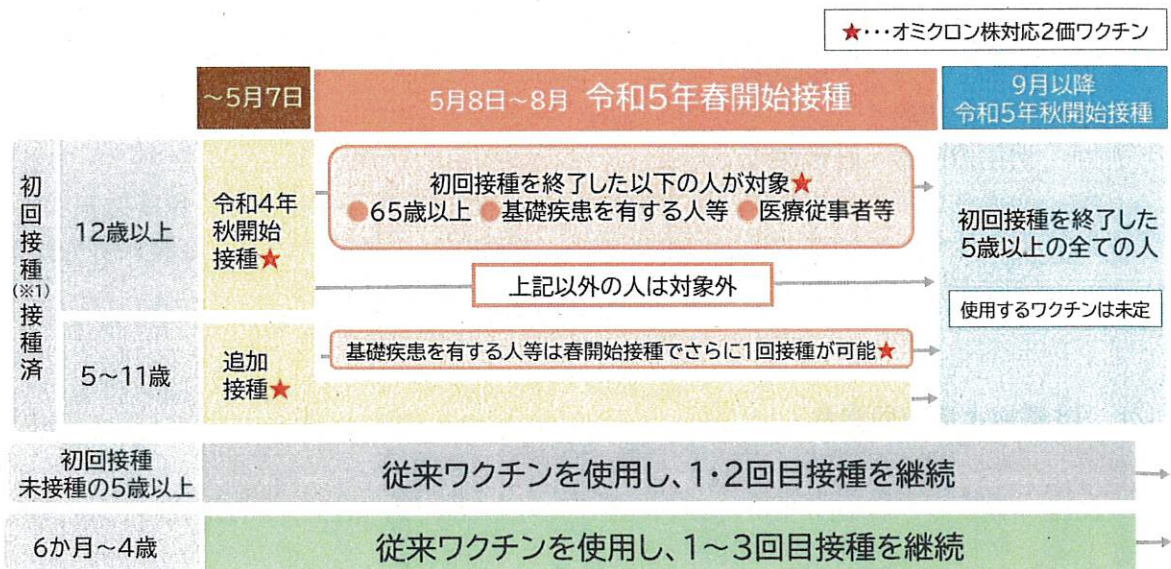 ★・・・オミクロン株対応2価ワクチン
～5月7日
5月8日～8月 令和5年春開始接種
9月以降
令和5年秋開始接種
初回接種(※1)接種済
12歳以上
令和4年
秋開始
接種★
初回接種を終了した以下の人が対象★
●65歳以上 ●基礎疾患を有する人等 ●医療従事者等
上記以外の人は対象外
初回接種を終了した
5歳以上の全ての人
使用するワクチンは未定
5～11歳
追加
接種★
基礎疾患を有する人等は春開始接種でさらに1回接種が可能★
初回接種
未接種の5歳以上
従来ワクチンを使用し、1・2回目接種を継続
6か月～4歳
従来ワクチンを使用し、1～3回目接種を継続